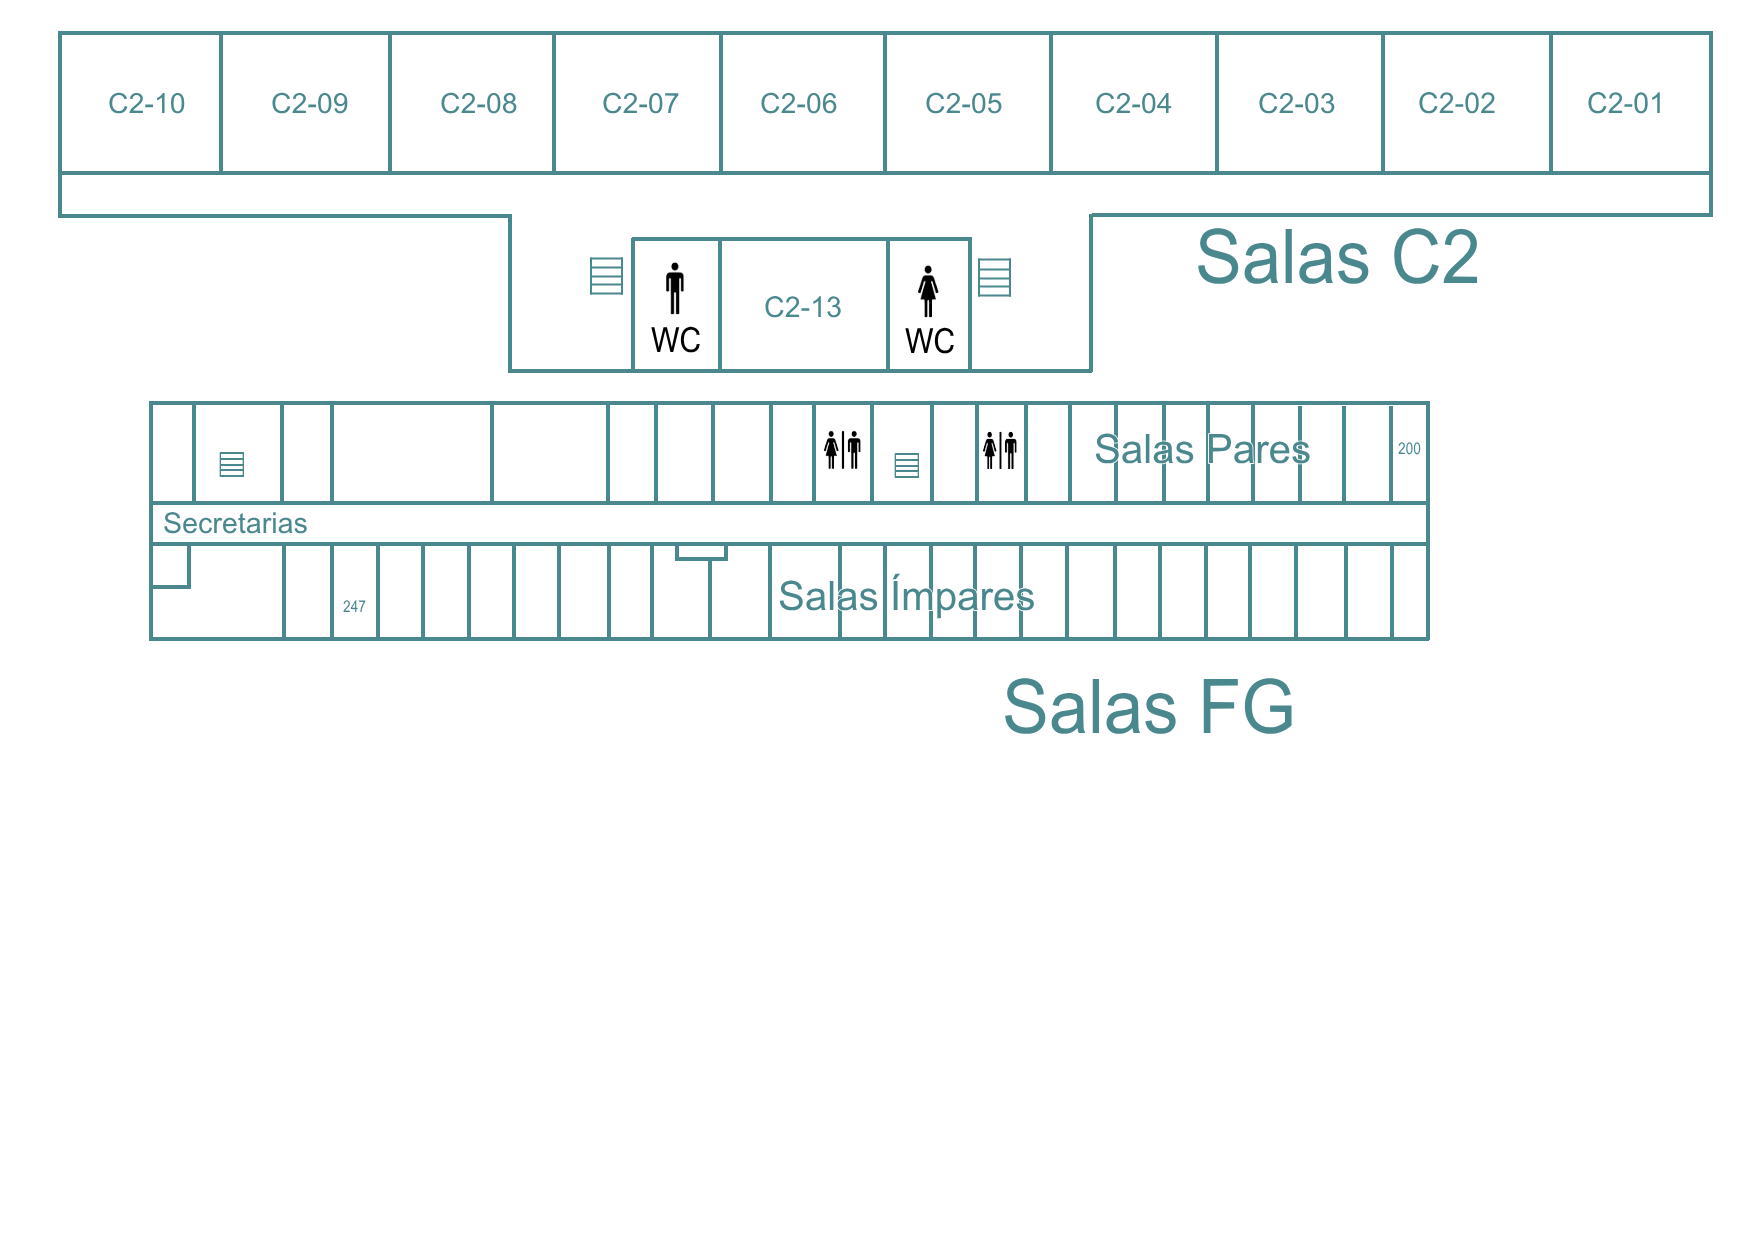 C2-10 C2-09 C2-08 C2-07 C2-06 C2-05 C2-04 C2-03 C2-02 C2-01
Salas C2
C2-13
WC WC
Salas Pares 200
Secretarias
Salas Ímpares
247
Salas FG